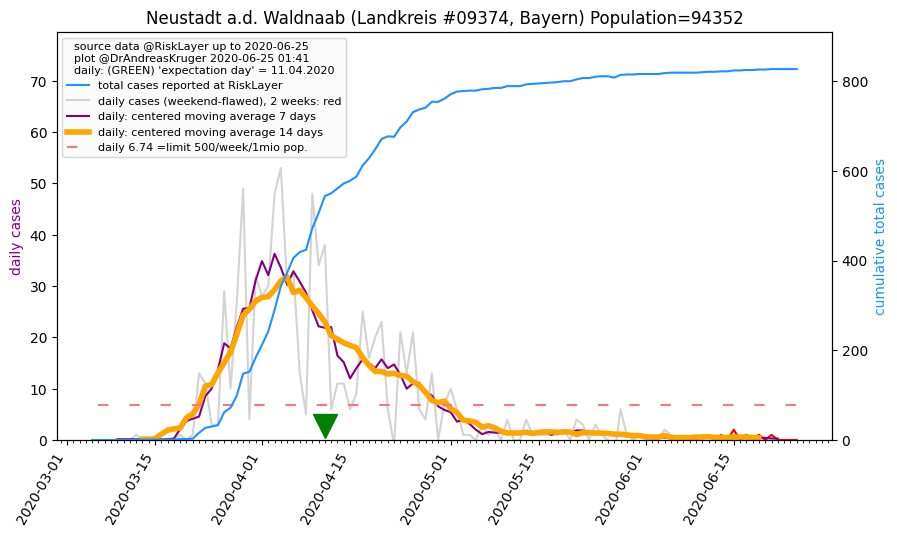 Neustadt a.d. Waldnaab (Landkreis #09374, Bayern) Population=94352
source data @RiskLayer up to 2020-06-25
plot @DrAndreasKruger 2020-06-25 01:41
daily: (GREEN) 'expectation day' = 11.04.2020
total cases reported at RiskLayer
daily cases (weekend-flawed), 2 weeks: red
daily: centered moving average 7 days
daily: centered moving average 14 days
daily 6.74 =limit 500/week/1mio pop.
daily cases
70
60
50
40
30
20
10
0
cumulative total cases
800
600
400
200
0
2020-03-01
2020-03-15
2020-04-01
2020-04-15
2020-05-01
2020-05-15
2020-06-01
2020-06-15